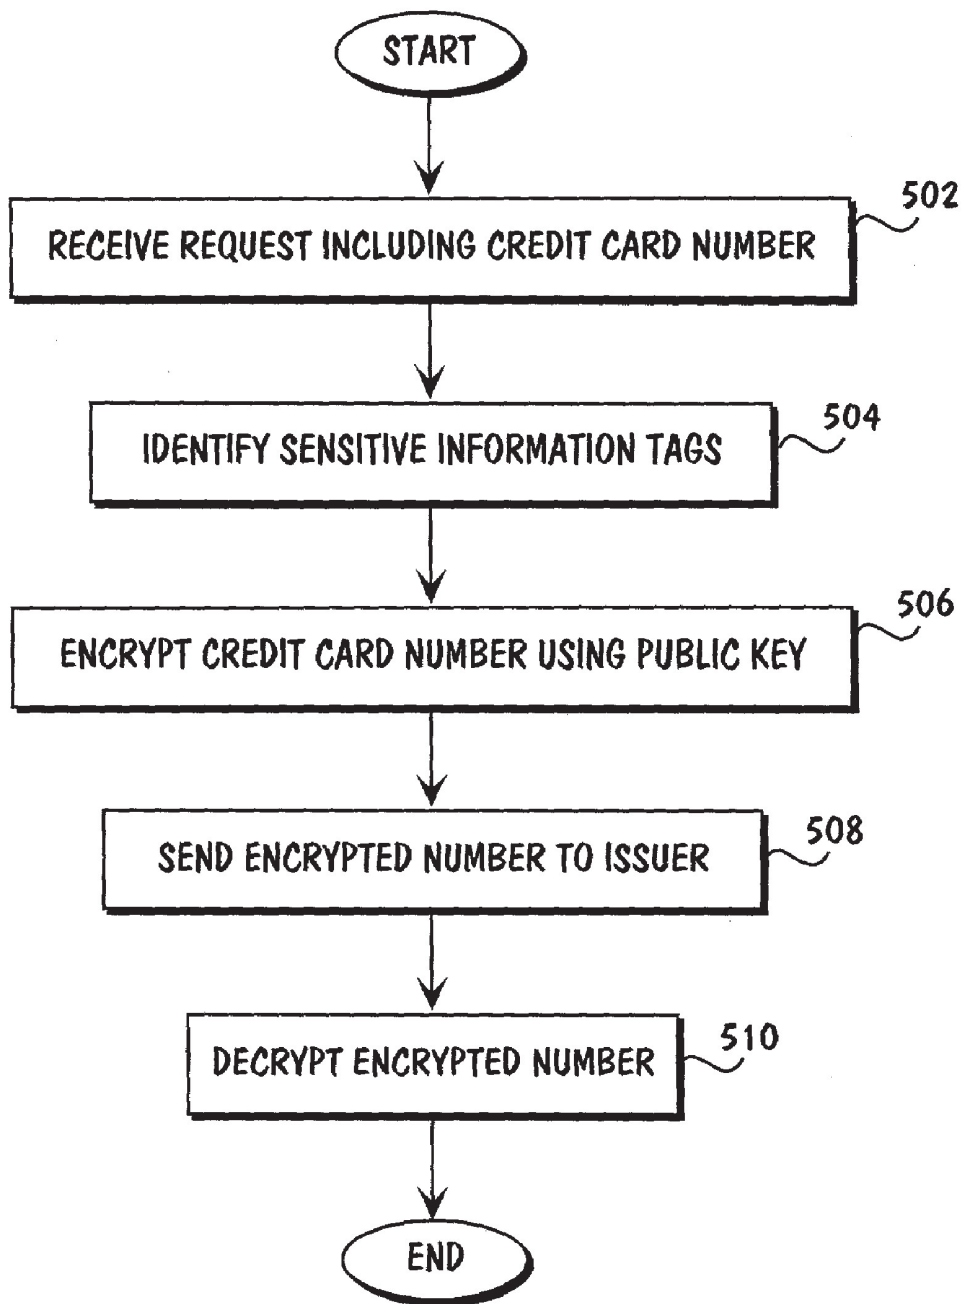 START
502
RECEIVE REQUEST INCLUDING CREDIT CARD NUMBER
504
IDENTIFY SENSITIVE INFORMATION TAGS
506
ENCRYPT CREDIT CARD NUMBER USING PUBLIC KEY
508
SEND ENCRYPTED NUMBER TO ISSUER
510
DECRYPT ENCRYPTED NUMBER
END